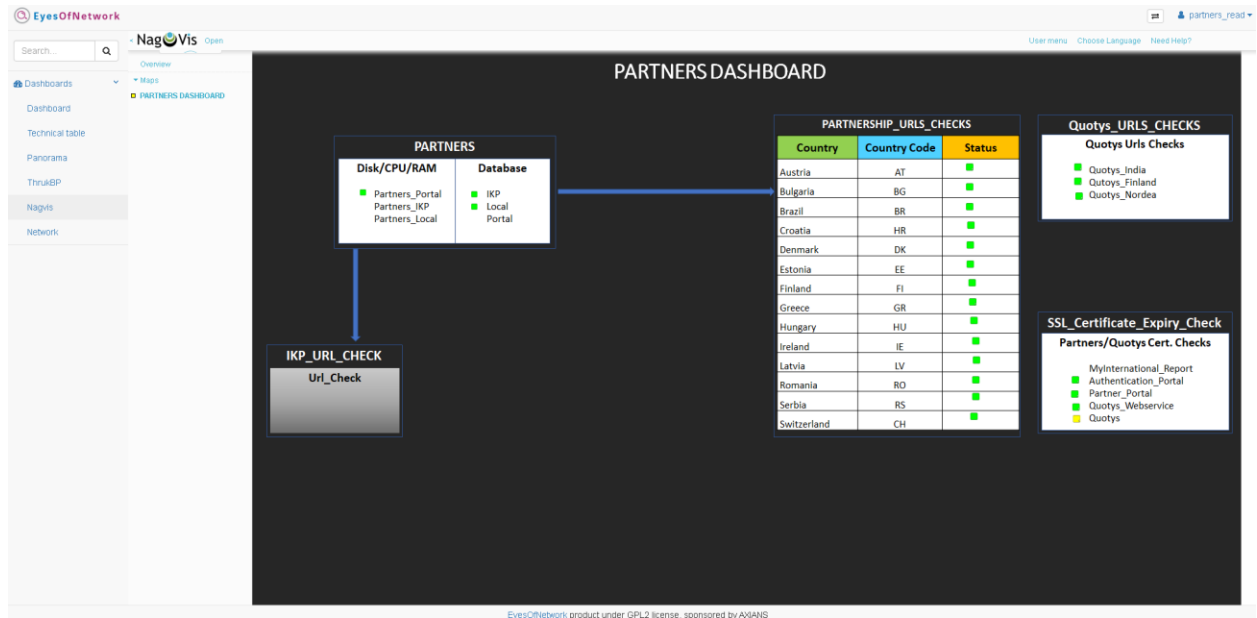 EyesOfNetwork
partners_read
Search...
Dashboards
Dashboard
Technical table
Panorama
ThrukBP
Nagvis
Network
NagVis Open
User menu Choose Language Need Help?
Overview
Maps
PARTNERS DASHBOARD
PARTNERS DASHBOARD
PARTNERS
Disk/CPU/RAM Database
Partners_Portal IKP
Partners_IKP Local
Partners_Local Portal
IKP_URL_CHECK
Url_Check
PARTNERSHIP_URLS_CHECKS
Country Country Code Status
Austria AT
Bulgaria BG
Brazil BR
Croatia HR
Denmark DK
Estonia EE
Finland FI
Greece GR
Hungary HU
Ireland IE
Latvia LV
Romania RO
Serbia RS
Switzerland CH
Quotys_URLS_CHECKS
Quotys Urls Checks
Quotys_India
Qutoys_Finland
Quotys_Nordea
SSL_Certificate_Expiry_Check
Partners/Quotys Cert. Checks
MyInternational_Report
Authentication_Portal
Partner_Portal
Quotys_Webservice
Quotys
EyesOfNetwork product under GPL2 license, sponsored by AXIANS